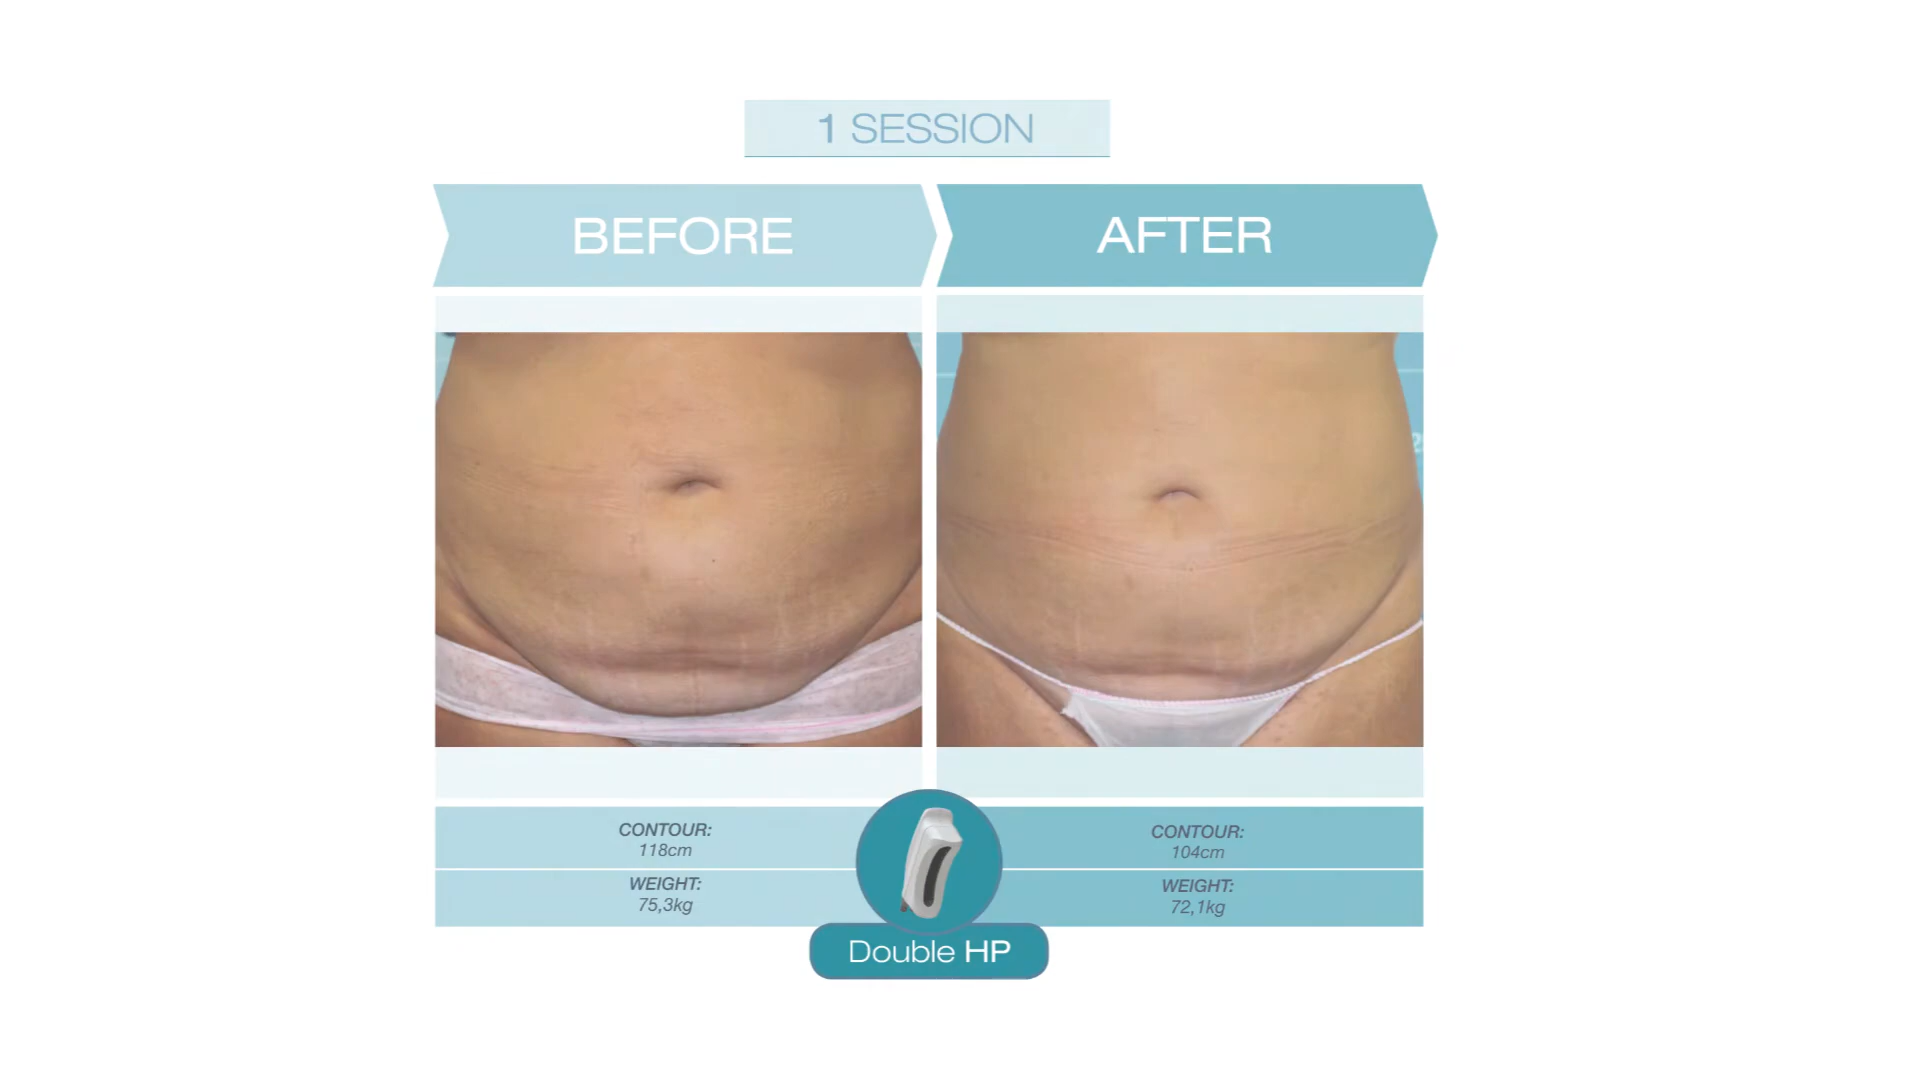 1 SESSION
BEFORE
AFTER
CONTOUR:
118cm
WEIGHT:
75,3kg
CONTOUR:
104cm
WEIGHT:
72,1kg
Double HP